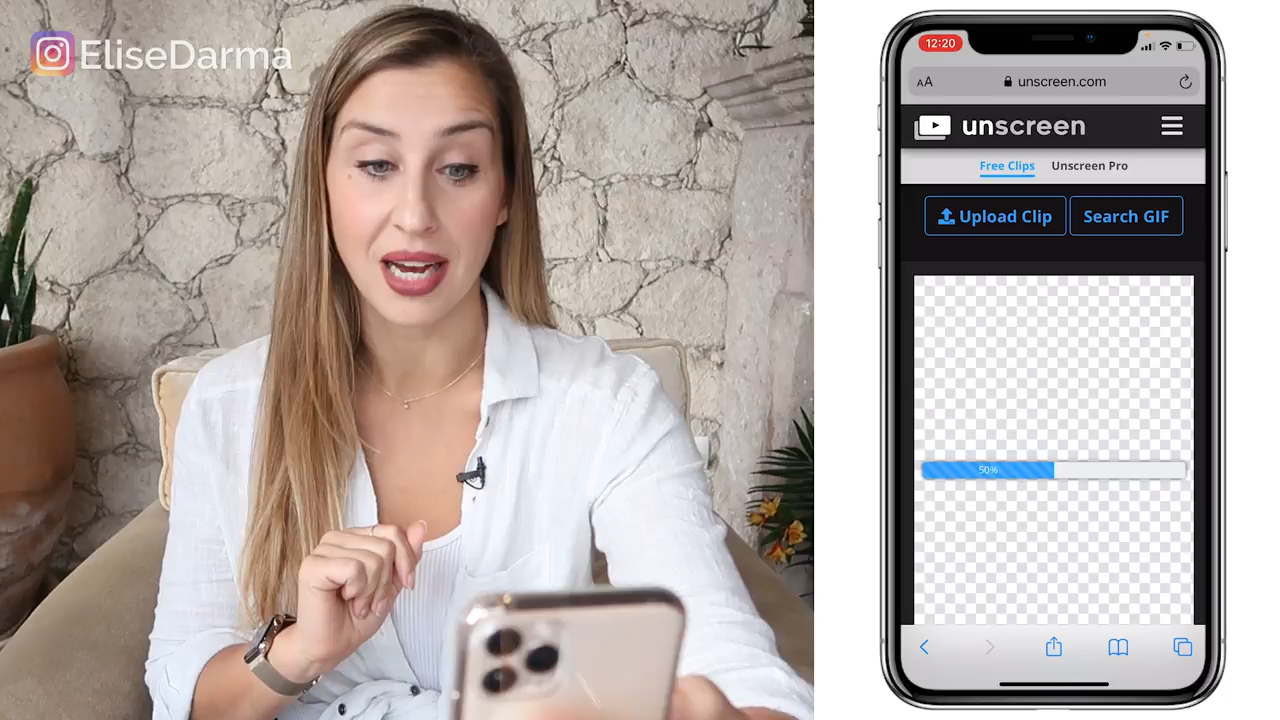 EliseDarma
12:20
AA
unscreen.com
unscreen
Free Clips Unscreen Pro
Upload Clip Search GIF
50%